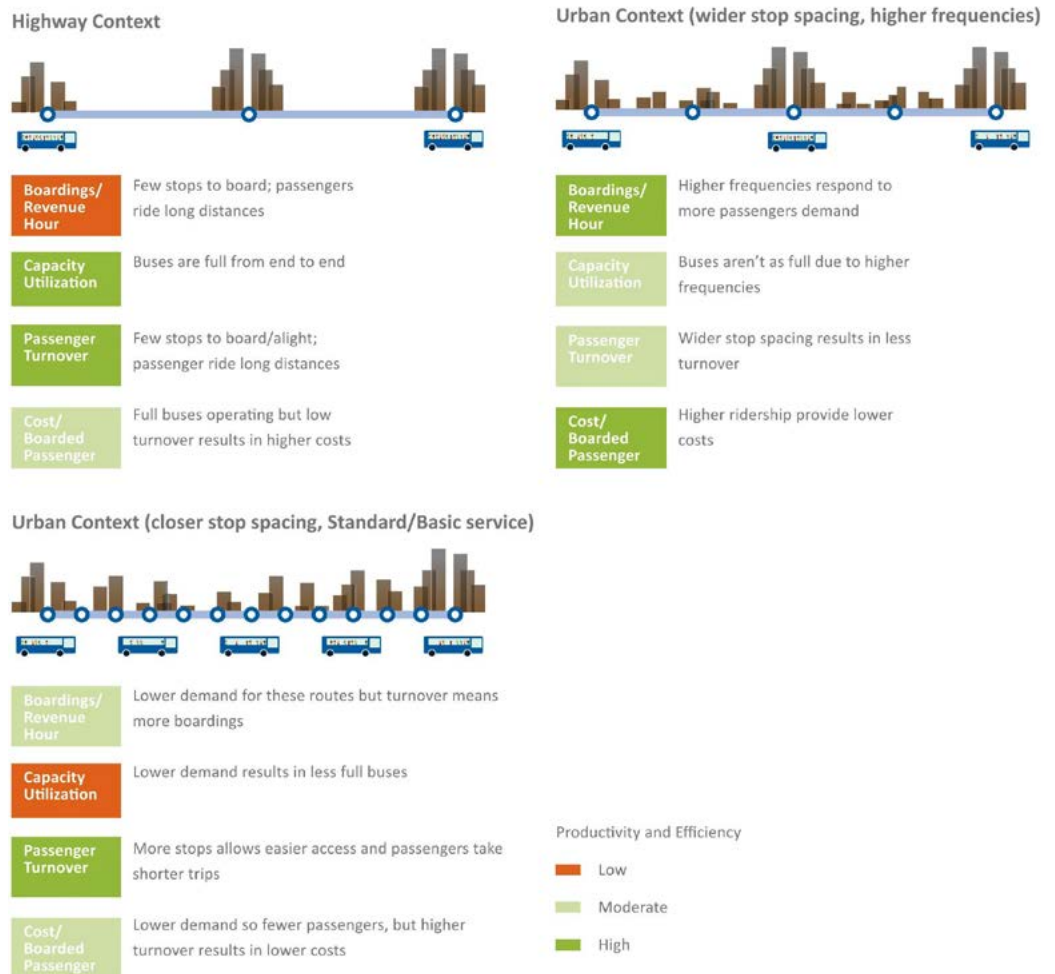 Highway Context
Boardings/
Revenue
Hour
Few stops to board; passengers
ride long distances
Capacity
Utilization
Buses are full from end to end
Passenger
Turnover
Few stops to board/alight;
passenger ride long distances
Cost/
Boarded
Passenger
Full buses operating but low
turnover results in higher costs
Urban Context (wider stop spacing, higher frequencies)
Boardings/
Revenue
Hour
Higher frequencies respond to
more passengers demand
Capacity
Utilization
Buses aren't as full due to higher
frequencies
Passenger
Turnover
Wider stop spacing results in less
turnover
Cost/
Boarded
Passenger
Higher ridership provide lower
costs
Urban Context (closer stop spacing, Standard/Basic service)
Boardings/
Revenue
Hour
Lower demand for these routes but turnover means
more boardings
Capacity
Utilization
Lower demand results in less full buses
Passenger
Turnover
More stops allows easier access and passengers take
shorter trips
Cost/
Boarded
Passenger
Lower demand so fewer passengers, but higher
turnover results in lower costs
Productivity and Efficiency
Low
Moderate
High